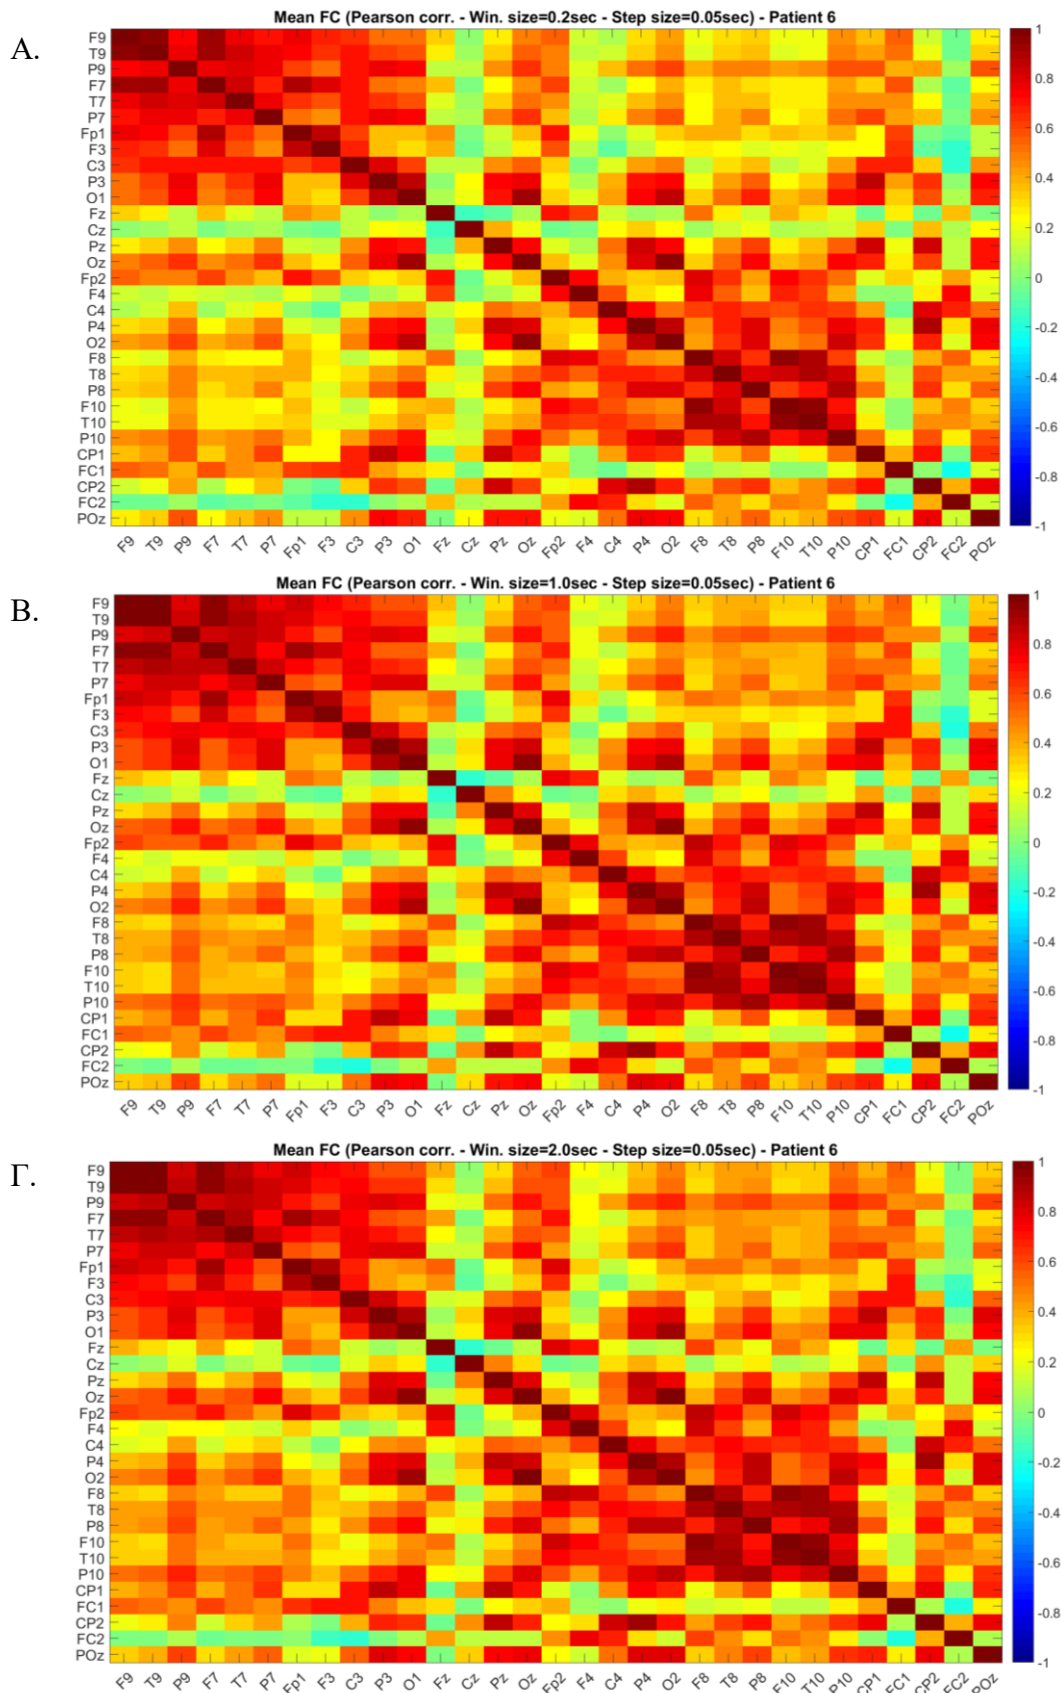 A.
Mean FC (Pearson corr. - Win. size=0.2sec - Step size=0.05sec) - Patient 6
F9
T9
P9
F7
T7
P7
Fp1
F3
C3
P3
O1
Fz
Cz
Pz
Oz
Fp2
F4
C4
P4
O2
F8
T8
P8
F10
T10
P10
CP1
FC1
CP2
FC2
POz
F9 T9 P9 F7 T7 P7 Fp1 F3 C3 P3 O1 Fz Cz Pz Oz Fp2 F4 C4 P4 O2 F8 T8 P8 F10 T10 P10 CP1 FC1 CP2 FC2 POz
1
0.8
0.6
0.4
0.2
0
-0.2
-0.4
-0.6
-0.8
-1
B.
Mean FC (Pearson corr. - Win. size=1.0sec - Step size=0.05sec) - Patient 6
F9
T9
P9
F7
T7
P7
Fp1
F3
C3
P3
O1
Fz
Cz
Pz
Oz
Fp2
F4
C4
P4
O2
F8
T8
P8
F10
T10
P10
CP1
FC1
CP2
FC2
POz
F9 T9 P9 F7 T7 P7 Fp1 F3 C3 P3 O1 Fz Cz Pz Oz Fp2 F4 C4 P4 O2 F8 T8 P8 F10 T10 P10 CP1 FC1 CP2 FC2 POz
1
0.8
0.6
0.4
0.2
0
-0.2
-0.4
-0.6
-0.8
-1
Γ.
Mean FC (Pearson corr. - Win. size=2.0sec - Step size=0.05sec) - Patient 6
F9
T9
P9
F7
T7
P7
Fp1
F3
C3
P3
O1
Fz
Cz
Pz
Oz
Fp2
F4
C4
P4
O2
F8
T8
P8
F10
T10
P10
CP1
FC1
CP2
FC2
POz
F9 T9 P9 F7 T7 P7 Fp1 F3 C3 P3 O1 Fz Cz Pz Oz Fp2 F4 C4 P4 O2 F8 T8 P8 F10 T10 P10 CP1 FC1 CP2 FC2 POz
1
0.8
0.6
0.4
0.2
0
-0.2
-0.4
-0.6
-0.8
-1